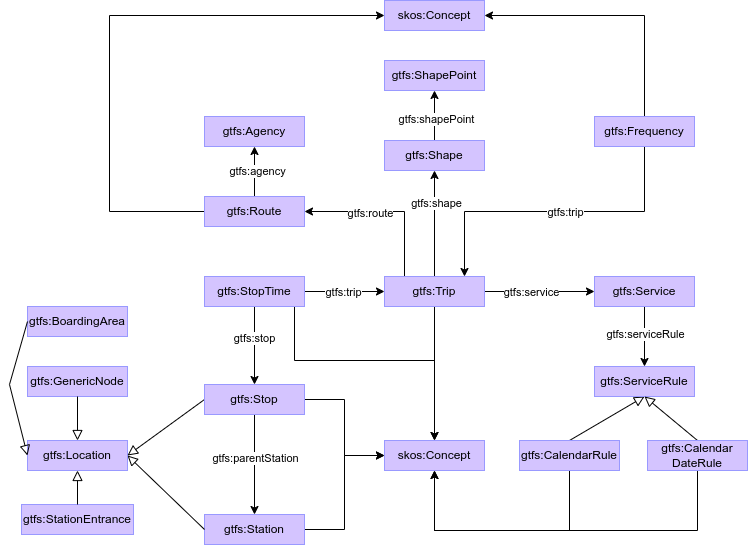 skos:Concept
gtfs:ShapePoint
gtfs:shapePoint
gtfs:Agency
gtfs:Frequency
gtfs:Shape
gtfs:agency
gtfs:shape
gtfs:Route
gtfs:route
gtfs:trip
gtfs:StopTime
gtfs:trip
gtfs:Trip
gtfs:service
gtfs:Service
gtfs:BoardingArea
gtfs:stop
gtfs:serviceRule
gtfs:GenericNode
gtfs:ServiceRule
gtfs:Stop
gtfs:Location
gtfs:parentStation
skos:Concept
gtfs:CalendarRule
gtfs:Calendar
DateRule
gtfs:StationEntrance
gtfs:Station